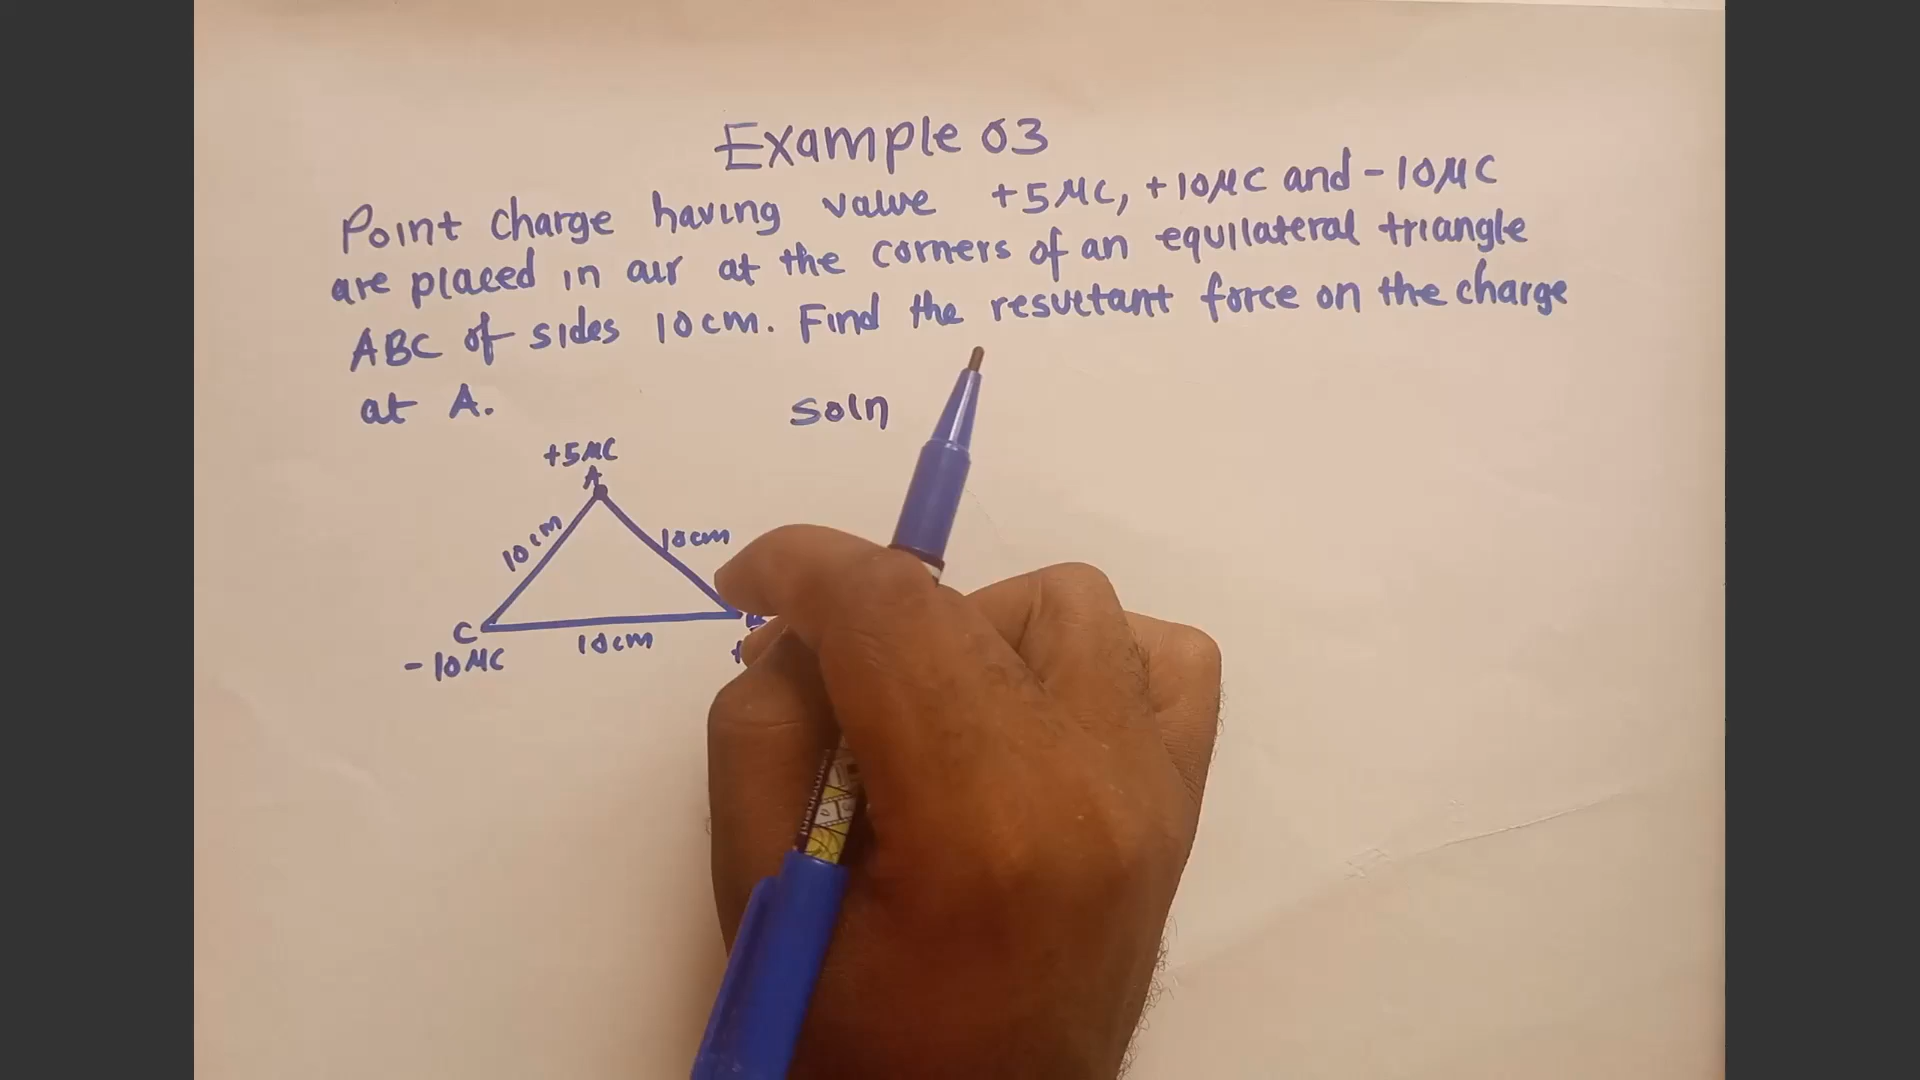 Example 03
Point charge having value +5μC, +10μC and -10μC
are placed in air at the corners of an equilateral triangle
ABC of sides 10cm. Find the resultant force on the charge
at A.
Soln
+5μC
A
10cm
10cm
C
10cm
-10μC